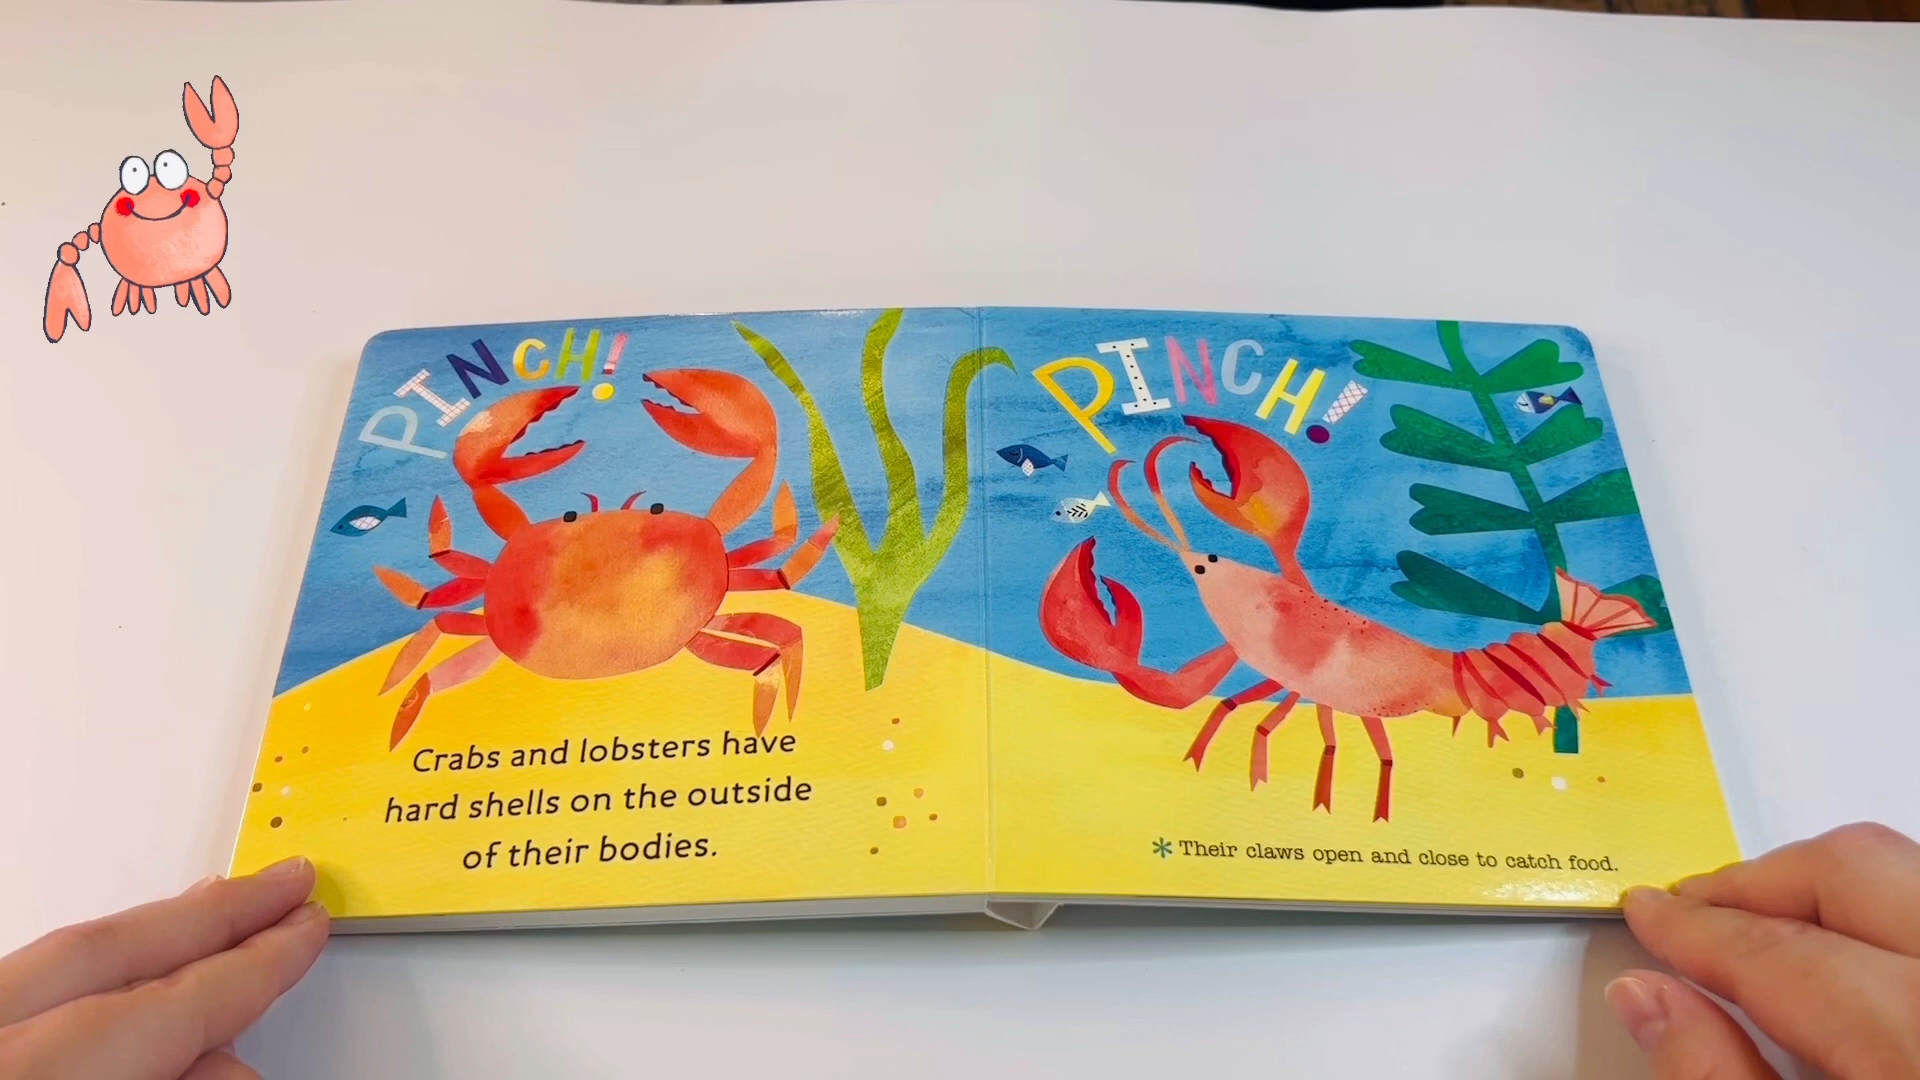 PINCH!
Crabs and lobsters have
hard shells on the outside
of their bodies.
PINCH!
* Their claws open and close to catch food.